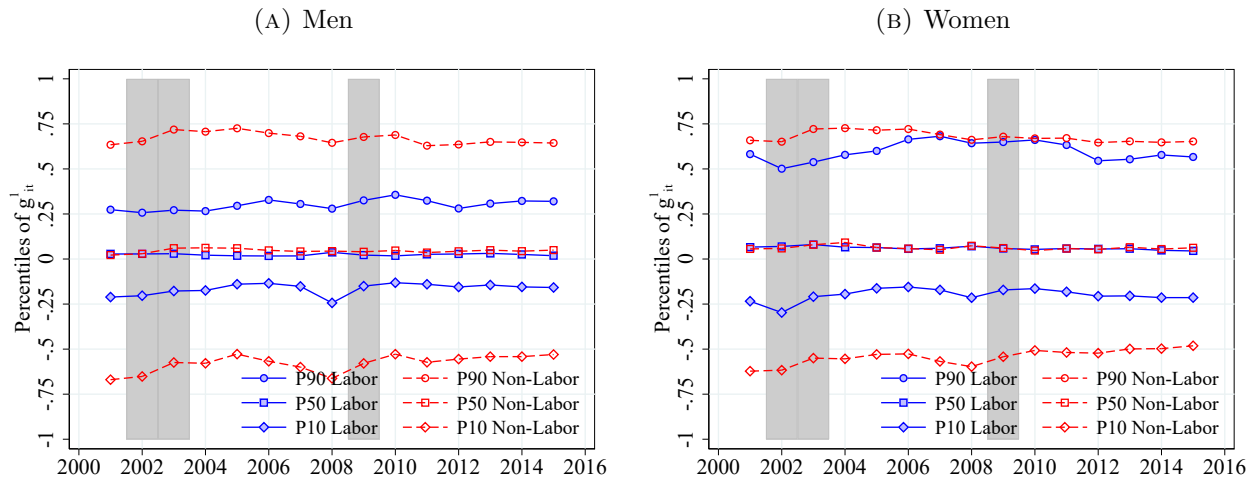 (A) Men
Percentiles of g¹ᵢₜ
1
.75
.5
.25
0
-.25
-.5
-.75
-1
P90 Labor P90 Non-Labor
P50 Labor P50 Non-Labor
P10 Labor P10 Non-Labor
2000 2002 2004 2006 2008 2010 2012 2014 2016
(B) Women
Percentiles of g¹ᵢₜ
1
.75
.5
.25
0
-.25
-.5
-.75
-1
P90 Labor P90 Non-Labor
P50 Labor P50 Non-Labor
P10 Labor P10 Non-Labor
2000 2002 2004 2006 2008 2010 2012 2014 2016